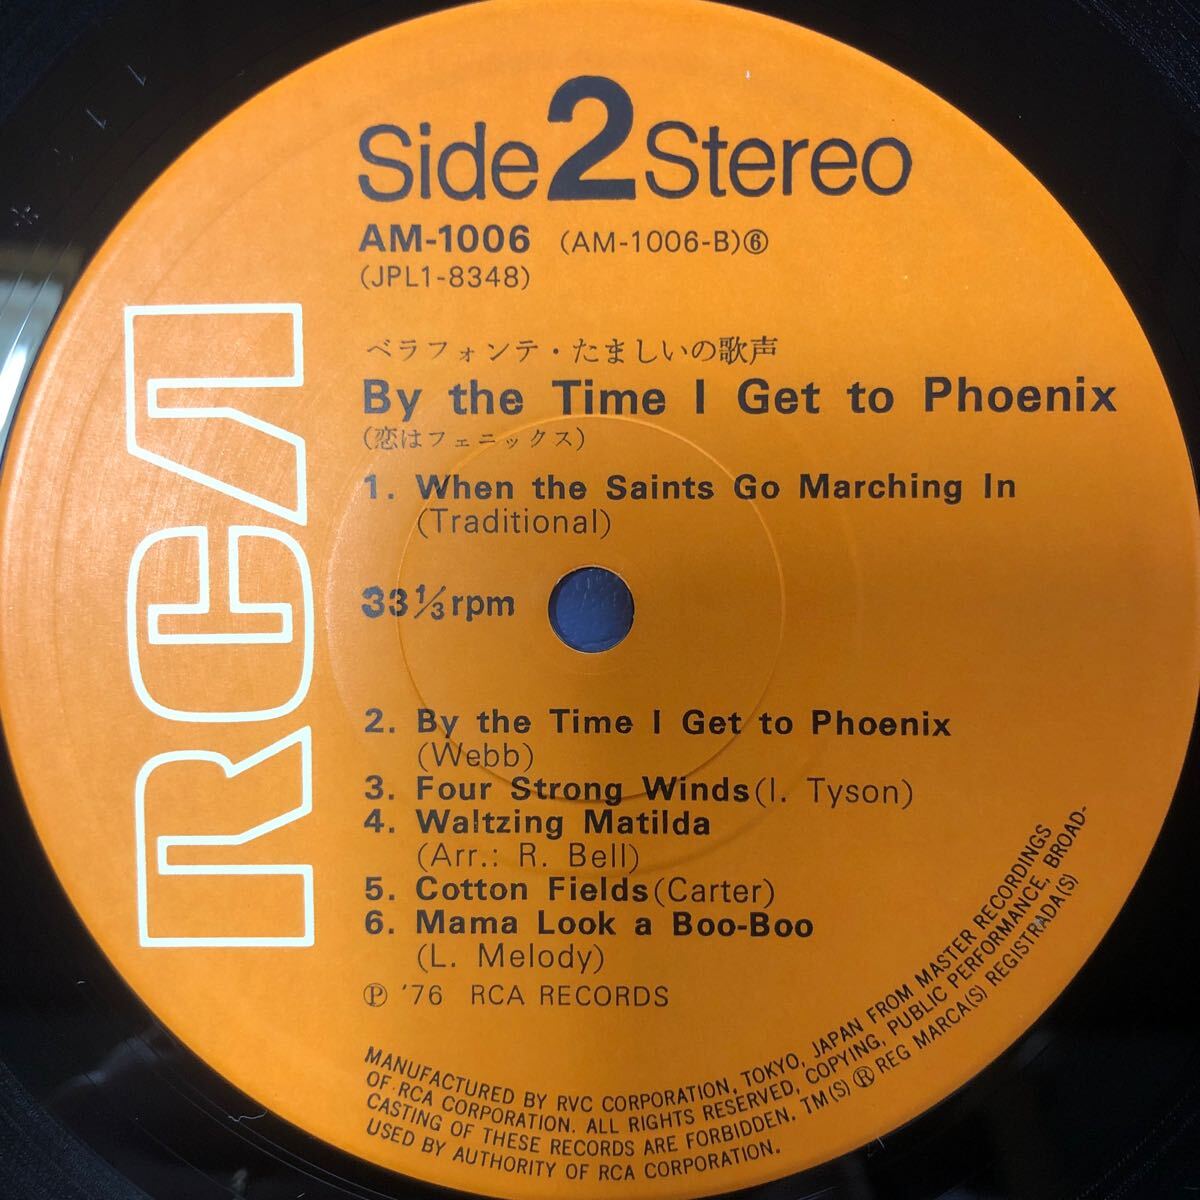 Side 2 Stereo
AM-1006 (AM-1006-B)⑥
(JPL1-8348)
ベラフォンテ・たましいの歌声
By the Time I Get to Phoenix
(恋はフェニックス)
1. When the Saints Go Marching In
(Traditional)
33 1/3 rpm
2. By the Time I Get to Phoenix
(Webb)
3. Four Strong Winds (I. Tyson)
4. Waltzing Matilda
(Arr.: R. Bell)
5. Cotton Fields (Carter)
6. Mama Look a Boo-Boo
(L. Melody)
Ⓟ '76 RCA RECORDS
RCA
MANUFACTURED BY RVC CORPORATION, TOKYO, JAPAN FROM MASTER RECORDINGS
OF RCA CORPORATION. ALL RIGHTS RESERVED, COPYING, PUBLIC PERFORMANCE, BROAD-
CASTING OF THESE RECORDS ARE FORBIDDEN. TM(S) ® REG MARCA(S) REGISTRADA(S)
USED BY AUTHORITY OF RCA CORPORATION.